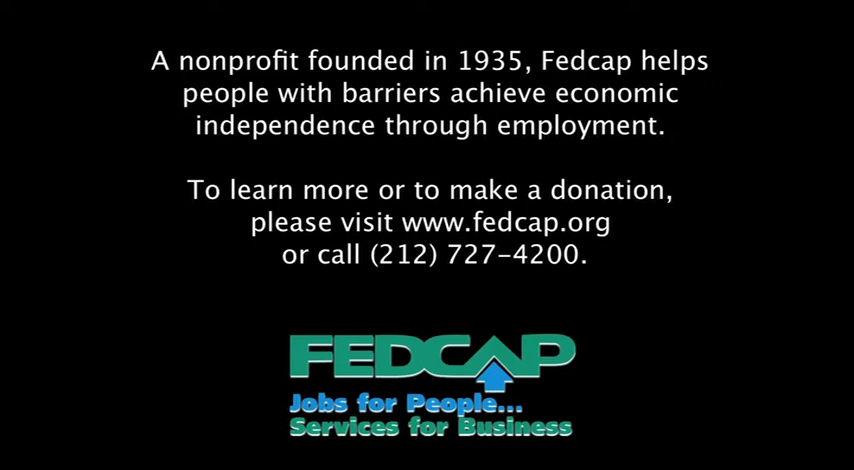 A nonprofit founded in 1935, Fedcap helps
people with barriers achieve economic
independence through employment.
To learn more or to make a donation,
please visit www.fedcap.org
or call (212) 727-4200.
FEDCAP
Jobs for People...
Services for Business